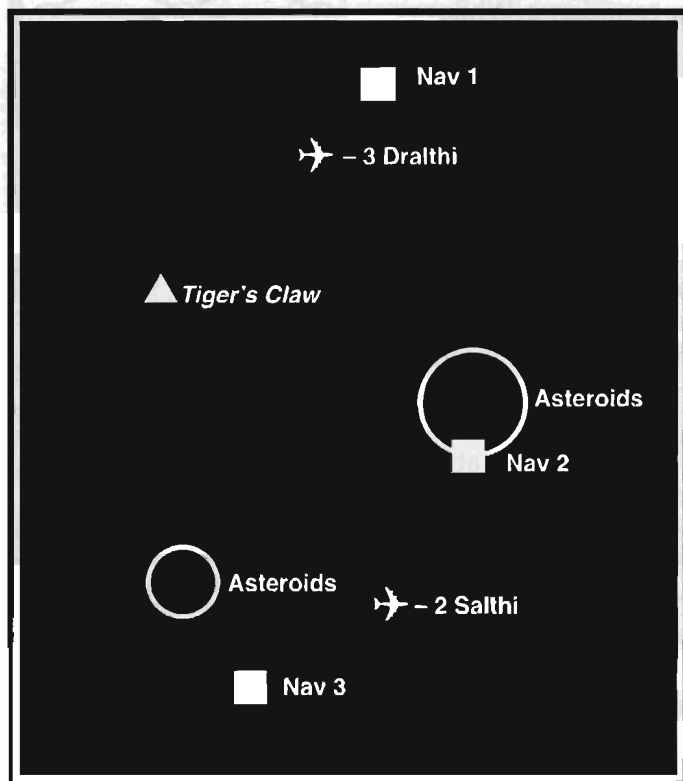 Nav 1
– 3 Dralthi
Tiger's Claw
Asteroids
Nav 2
Asteroids
– 2 Salthi
Nav 3